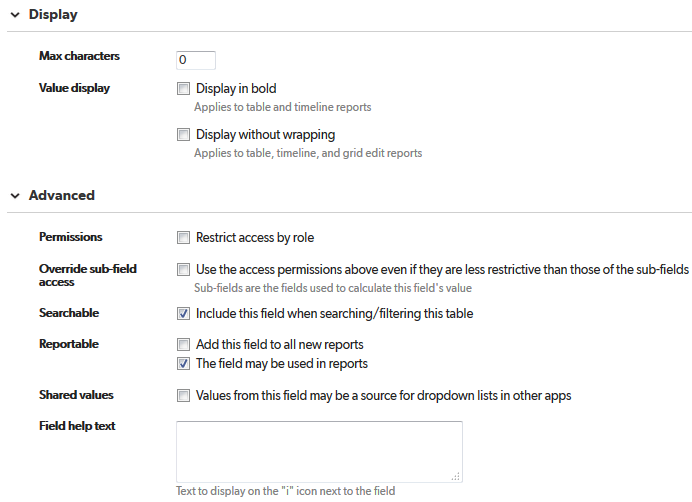 Display
Max characters 0
Value display Display in bold
Applies to table and timeline reports
Display without wrapping
Applies to table, timeline, and grid edit reports
Advanced
Permissions Restrict access by role
Override sub-field access Use the access permissions above even if they are less restrictive than those of the sub-fields
Sub-fields are the fields used to calculate this field's value
Searchable Include this field when searching/filtering this table
Reportable Add this field to all new reports
The field may be used in reports
Shared values Values from this field may be a source for dropdown lists in other apps
Field help text
Text to display on the "i" icon next to the field